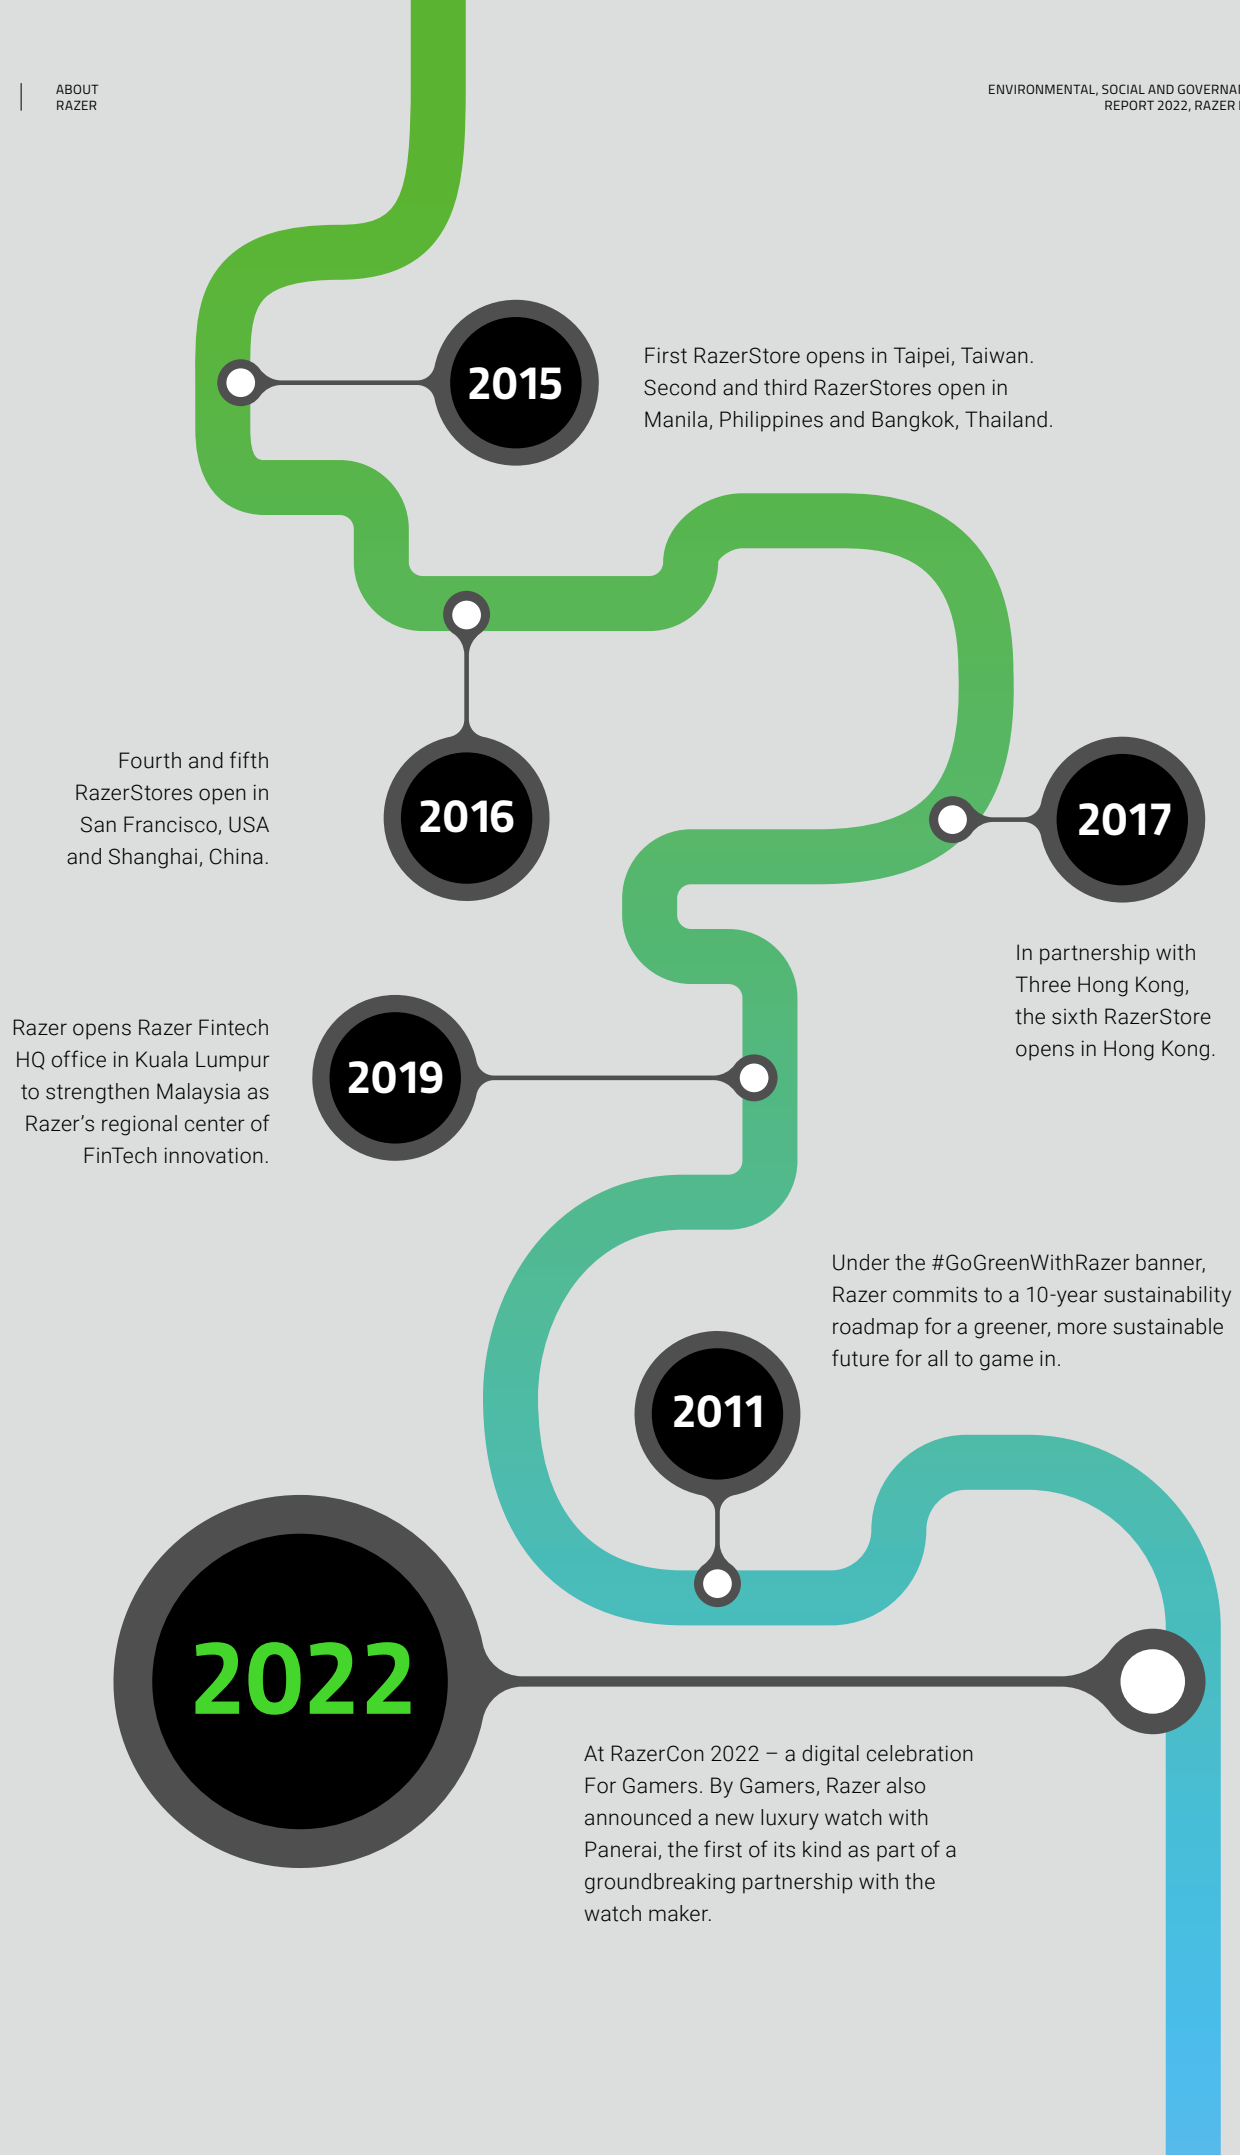 ABOUT
RAZER
ENVIRONMENTAL, SOCIAL AND
REPORT 2022, RAZER
2015
First RazerStore opens in Taipei, Taiwan.
Second and third RazerStores open in
Manila, Philippines and Bangkok, Thailand.
Fourth and fifth
RazerStores open in
San Francisco, USA
and Shanghai, China.
2016
2017
In partnership with
Three Hong Kong,
the sixth RazerStore
opens in Hong Kong.
Razer opens Razer Fintech
HQ office in Kuala Lumpur
to strengthen Malaysia as
Razer’s regional center of
FinTech innovation.
2019
Under the #GoGreenWithRazer banner,
Razer commits to a 10-year sustainability
roadmap for a greener, more sustainable
future for all to game in.
2011
2022
At RazerCon 2022 – a digital celebration
For Gamers. By Gamers, Razer also
announced a new luxury watch with
Panerai, the first of its kind as part of a
groundbreaking partnership with the
watch maker.